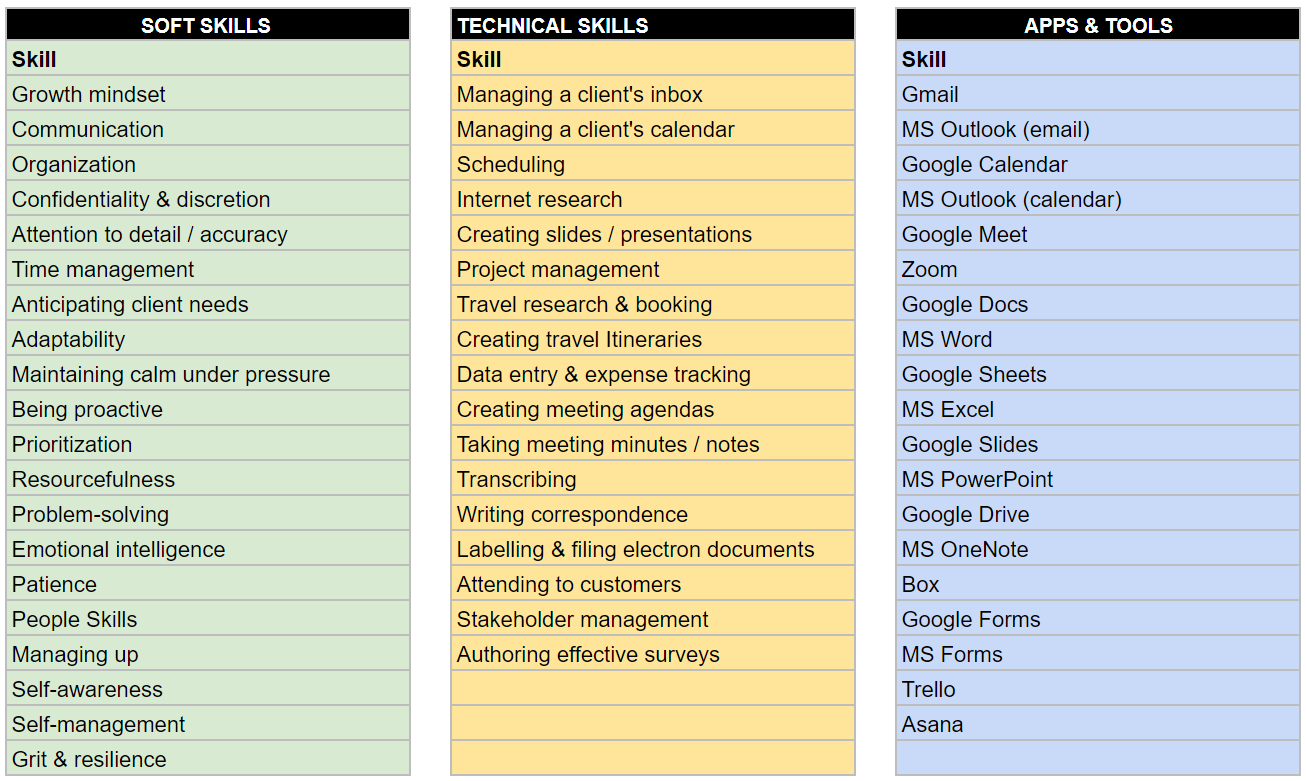 SOFT SKILLS
Skill
Growth mindset
Communication
Organization
Confidentiality & discretion
Attention to detail / accuracy
Time management
Anticipating client needs
Adaptability
Maintaining calm under pressure
Being proactive
Prioritization
Resourcefulness
Problem-solving
Emotional intelligence
Patience
People Skills
Managing up
Self-awareness
Self-management
Grit & resilience
TECHNICAL SKILLS
Skill
Managing a client's inbox
Managing a client's calendar
Scheduling
Internet research
Creating slides / presentations
Project management
Travel research & booking
Creating travel Itineraries
Data entry & expense tracking
Creating meeting agendas
Taking meeting minutes / notes
Transcribing
Writing correspondence
Labelling & filing electron documents
Attending to customers
Stakeholder management
Authoring effective surveys
APPS & TOOLS
Skill
Gmail
MS Outlook (email)
Google Calendar
MS Outlook (calendar)
Google Meet
Zoom
Google Docs
MS Word
Google Sheets
MS Excel
Google Slides
MS PowerPoint
Google Drive
MS OneNote
Box
Google Forms
MS Forms
Trello
Asana